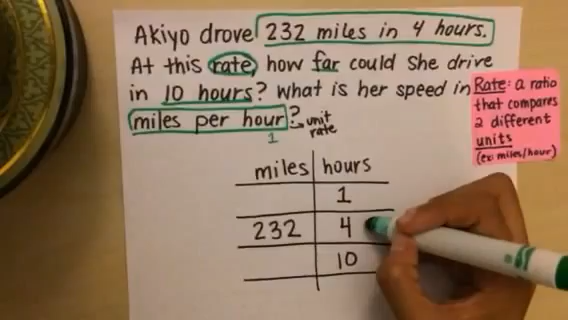 Akiyo drove 232 miles in 4 hours.
At this rate, how far could she drive
in 10 hours? What is her speed in
miles per hour?
unit
rate
1
Rate: a ratio
that compares
2 different
units
(ex: miles/hour)
miles hours
1
232 4
10